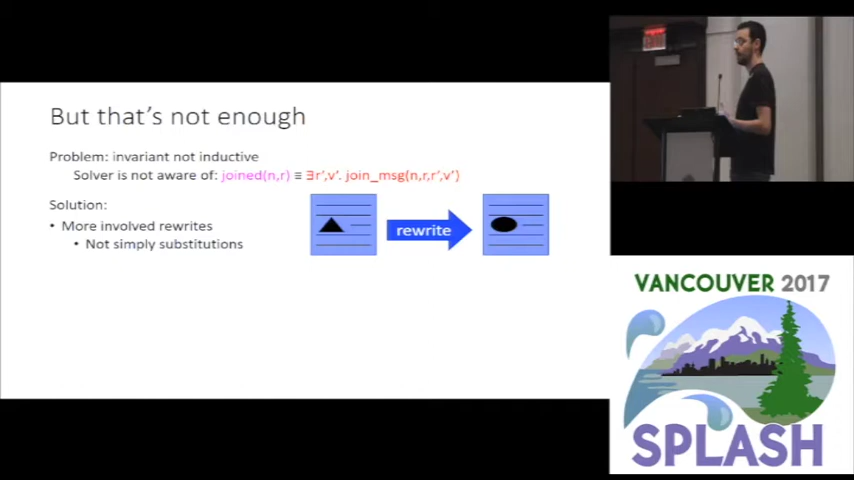 But that's not enough
Problem: invariant not inductive
Solver is not aware of: joined(n,r) ≡ ∃r',v'. join_msg(n,r,r',v')
Solution:
• More involved rewrites
• Not simply substitutions
rewrite
VANCOUVER 2017
SPLASH